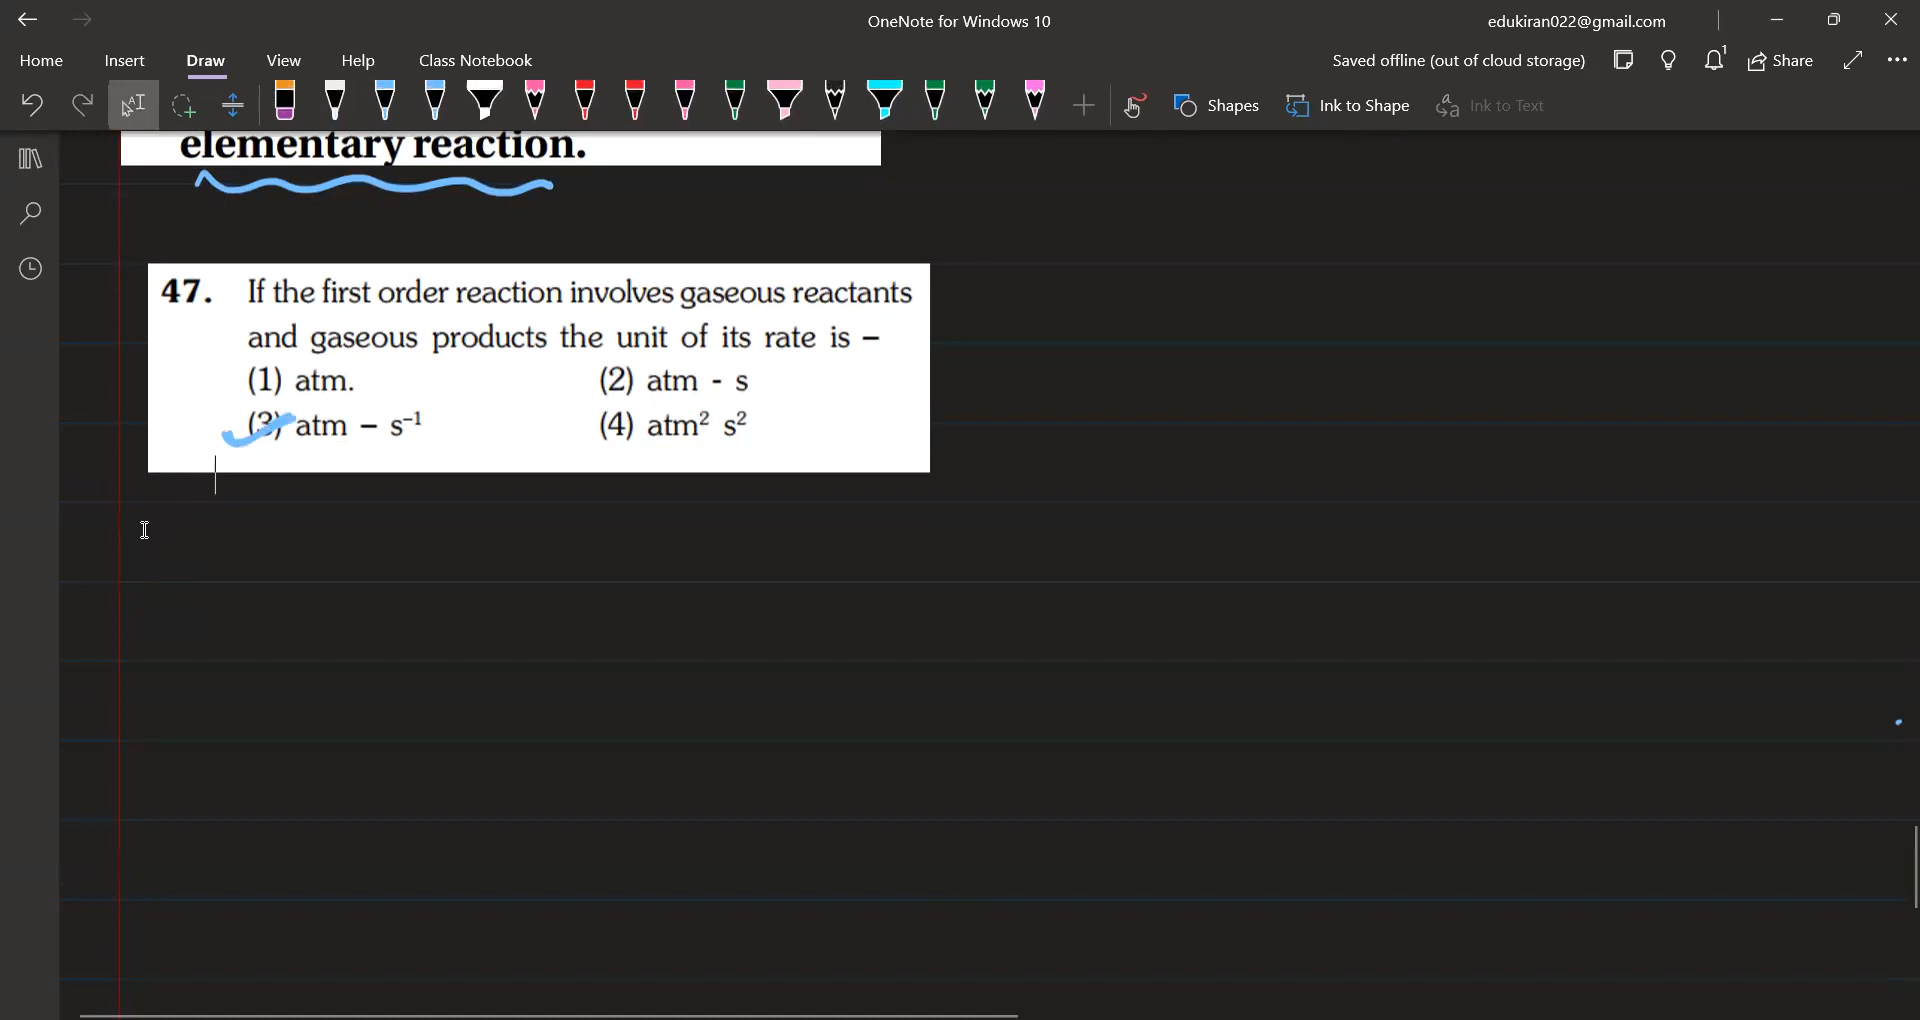 OneNote for Windows 10
edukiran022@gmail.com
Home Insert Draw View Help Class Notebook
Saved offline (out of cloud storage)
1
Share
Shapes
Ink to Shape
Ink to Text
elementary reaction.
47. If the first order reaction involves gaseous reactants
and gaseous products the unit of its rate is –
(1) atm. (2) atm - s
(3) atm – s⁻¹ (4) atm² s²